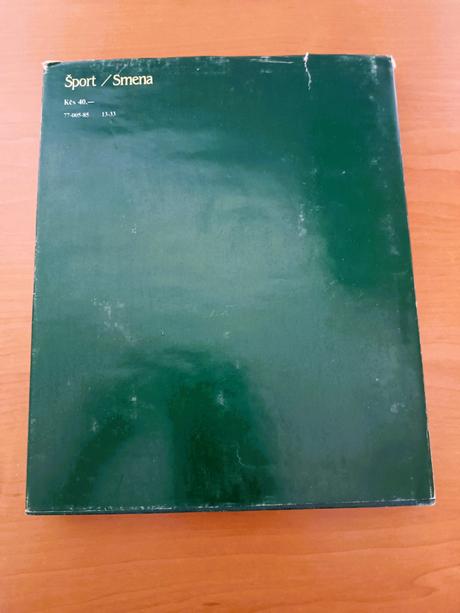 Šport / Smena
Kčs 40.—
77-005-85 13-33